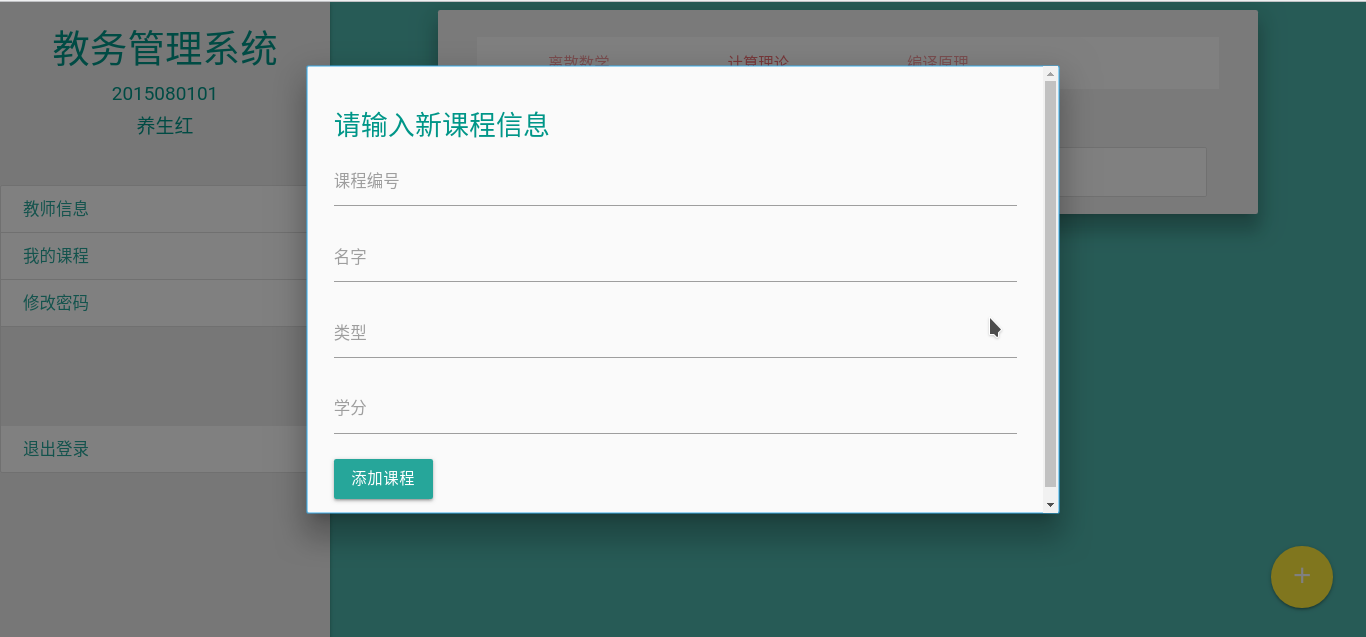 教务管理系统
2015080101
养生红
教师信息
我的课程
修改密码
退出登录
离散数学 计算理论 编译原理
请输入新课程信息
课程编号
名字
类型
学分
添加课程
+